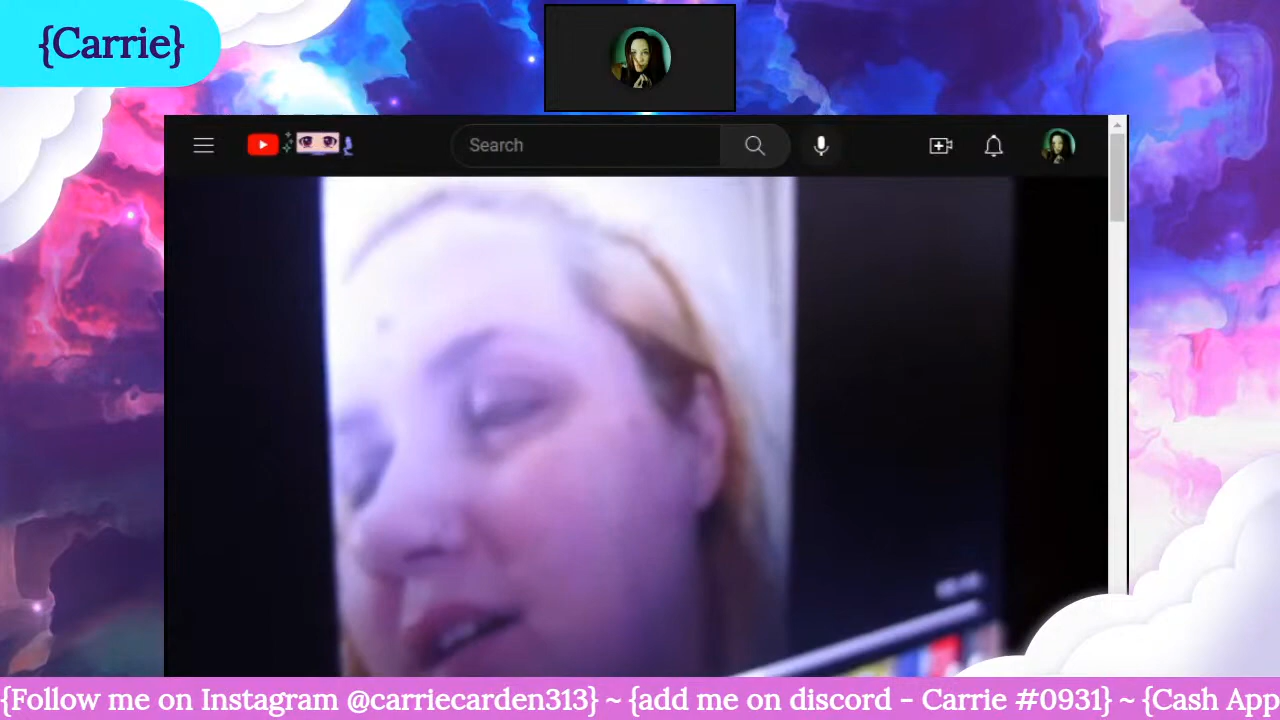 {Carrie}
Search
{Follow me on Instagram @carriecarden313} ~ {add me on discord - Carrie #0931} ~ {Cash App